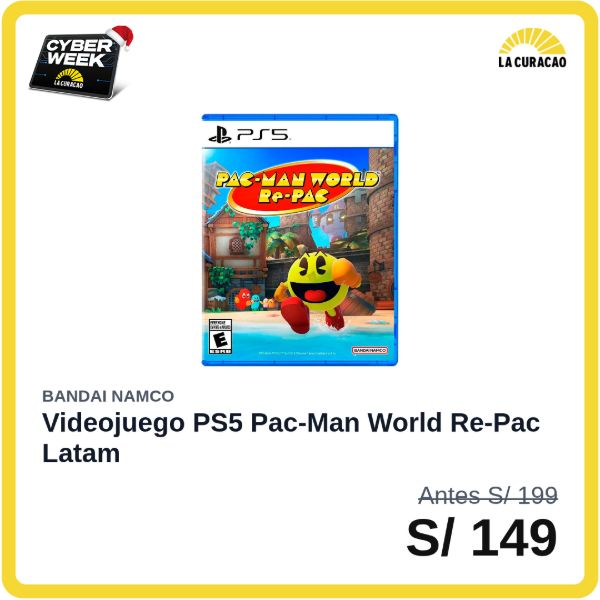 CYBER
WEEK
LA CURACAO
LA CURACAO
PS5
PAC-MAN WORLD
Re-PAC
E
ESRB
BANDAI NAMCO
BANDAI NAMCO
Videojuego PS5 Pac-Man World Re-Pac
Latam
Antes S/ 199
S/ 149